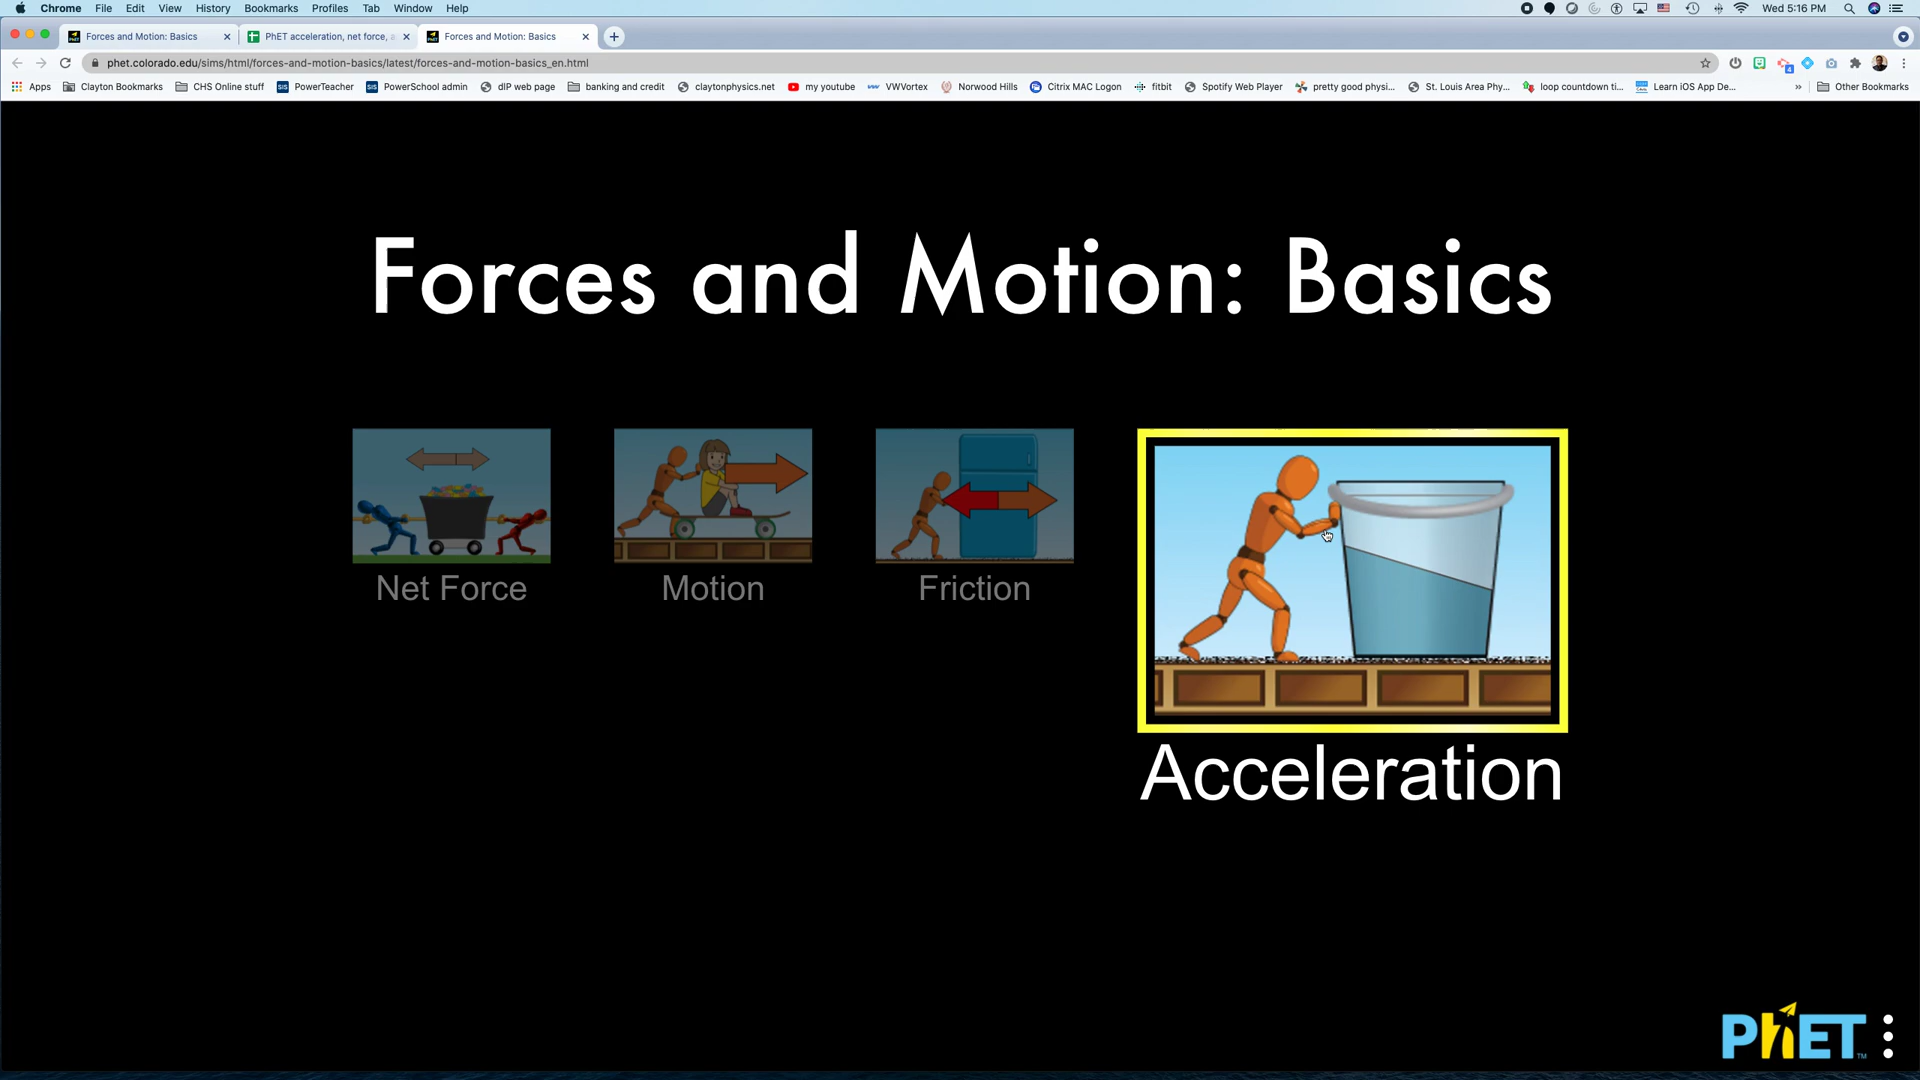 Chrome File Edit View History Bookmarks Profiles Tab Window Help Wed 5:16 PM
Forces and Motion: Basics PhET acceleration, net force, a Forces and Motion: Basics
phet.colorado.edu/sims/html/forces-and-motion-basics/latest/forces-and-motion-basics_en.html
Apps Clayton Bookmarks CHS Online stuff SIS PowerTeacher SIS PowerSchool admin dIP web page banking and credit claytonphysics.net my youtube VWVortex Norwood Hills Citrix MAC Logon fitbit Spotify Web Player pretty good physi... St. Louis Area Phy... loop countdown ti... Learn iOS App De... » Other Bookmarks
Forces and Motion: Basics
Net Force Motion Friction
Acceleration
PhET™